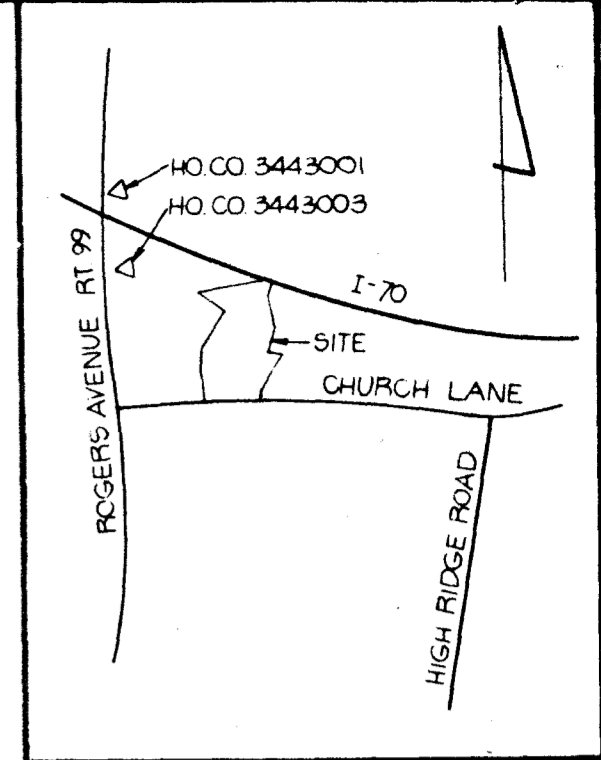 HO. CO. 3443001
HO. CO. 3443003
ROGERS AVENUE RT 99
I-70
SITE
CHURCH LANE
HIGH RIDGE ROAD